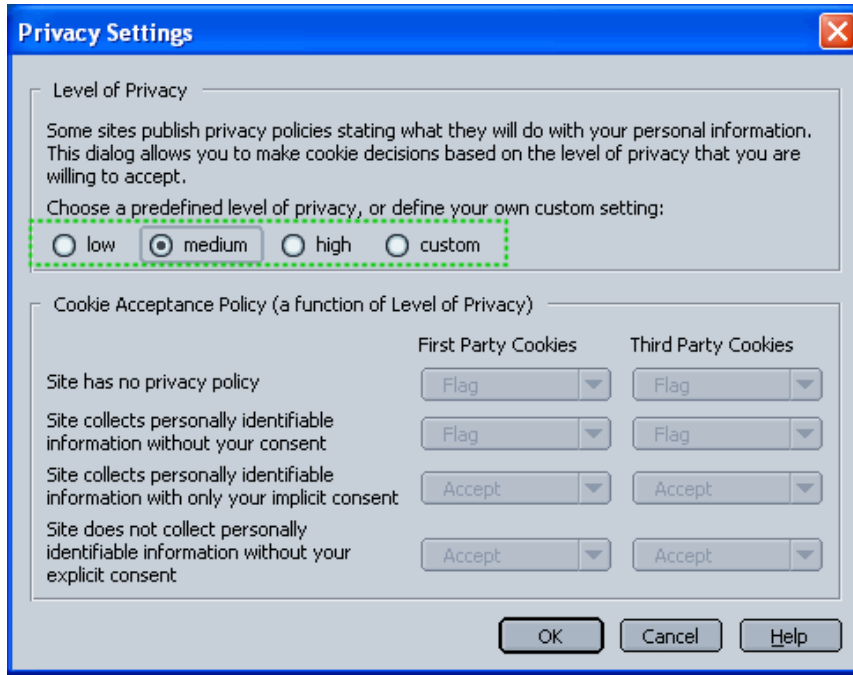 Privacy Settings
Level of Privacy
Some sites publish privacy policies stating what they will do with your personal information.
This dialog allows you to make cookie decisions based on the level of privacy that you are
willing to accept.
Choose a predefined level of privacy, or define your own custom setting:
low medium high custom
Cookie Acceptance Policy (a function of Level of Privacy)
First Party Cookies Third Party Cookies
Site has no privacy policy Flag Flag
Site collects personally identifiable
information without your consent Flag Flag
Site collects personally identifiable
information with only your implicit consent Accept Accept
Site does not collect personally
identifiable information without your
explicit consent Accept Accept
OK Cancel Help